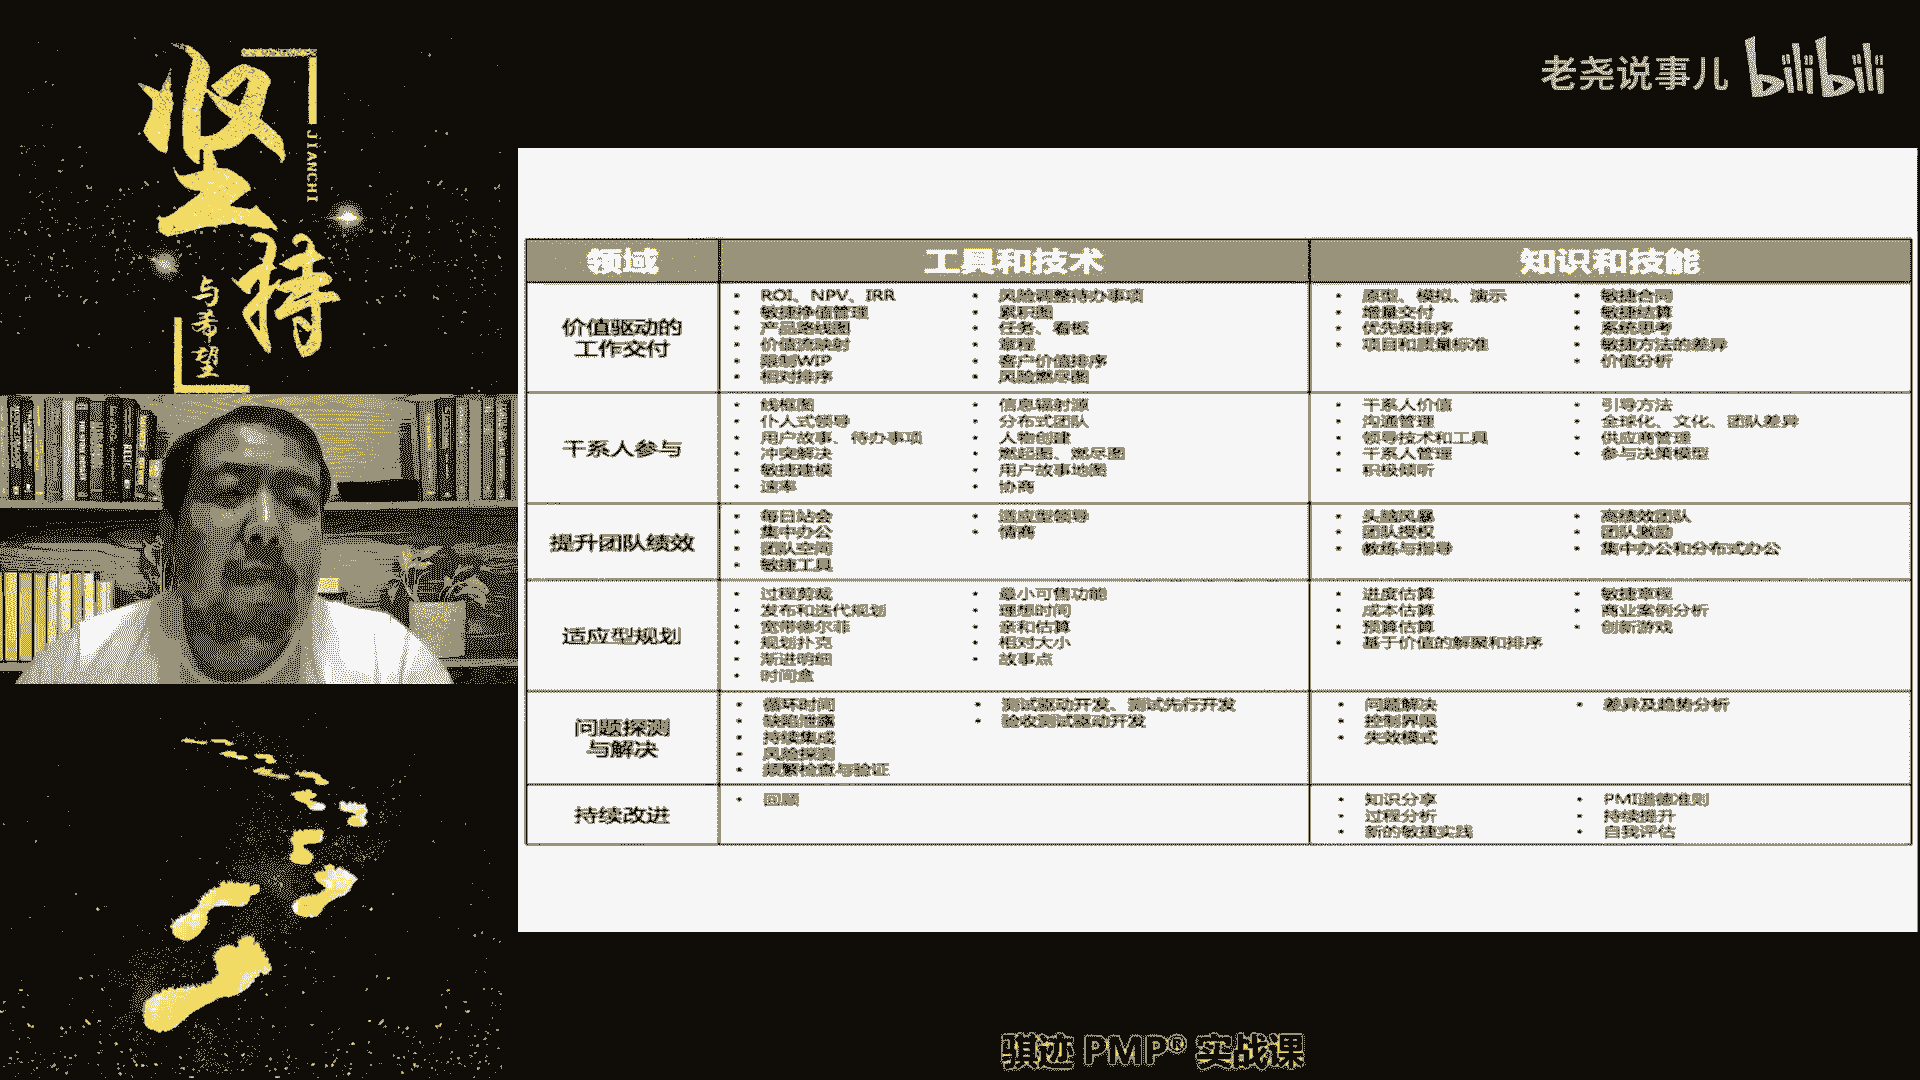 坚持
JIANCHI
与希望
老尧说事儿 bilibili
领域 工具和技术 知识和技能
价值驱动的
工作交付
• ROI、NPV、IRR
• 敏捷挣值管理
• 产品路线图
• 价值流映射
• 限制WIP
• 相对排序
• 风险调整待办事项
• 累积图
• 任务、看板
• 章程
• 客户价值排序
• 风险燃尽图
• 原型、模拟、演示
• 增量交付
• 优先级排序
• 项目和质量标准
• 敏捷合同
• 敏捷结算
• 系统思考
• 敏捷方法的差异
• 价值分析
干系人参与
• 线框图
• 仆人式领导
• 用户故事、待办事项
• 冲突解决
• 敏捷建模
• 速率
• 信息辐射源
• 分布式团队
• 人物创建
• 燃起图、燃尽图
• 用户故事地图
• 协商
• 干系人价值
• 沟通管理
• 领导技术和工具
• 干系人管理
• 积极倾听
• 引导方法
• 全球化、文化、团队差异
• 供应商管理
• 参与决策模型
提升团队绩效
• 每日站会
• 集中办公
• 团队空间
• 敏捷工具
• 适应型领导
• 情商
• 头脑风暴
• 团队授权
• 教练与指导
• 高绩效团队
• 团队激励
• 集中办公和分布式办公
适应型规划
• 过程剪裁
• 发布和迭代规划
• 宽带德尔菲
• 规划扑克
• 渐进明细
• 时间盒
• 最小可售功能
• 理想时间
• 亲和估算
• 相对大小
• 故事点
• 进度估算
• 成本估算
• 预算估算
• 基于价值的解聚和排序
• 敏捷章程
• 商业案例分析
• 创新游戏
问题探测
与解决
• 循环时间
• 缺陷泄露
• 持续集成
• 风险探测
• 频繁检查与验证
• 测试驱动开发、测试先行开发
• 验收测试驱动开发
• 问题解决
• 控制界限
• 失效模式
• 差异及趋势分析
持续改进
• 回顾
• 知识分享
• 过程分析
• 新的敏捷实践
• PMI道德准则
• 持续提升
• 自我评估
骐迹 PMP® 实战课